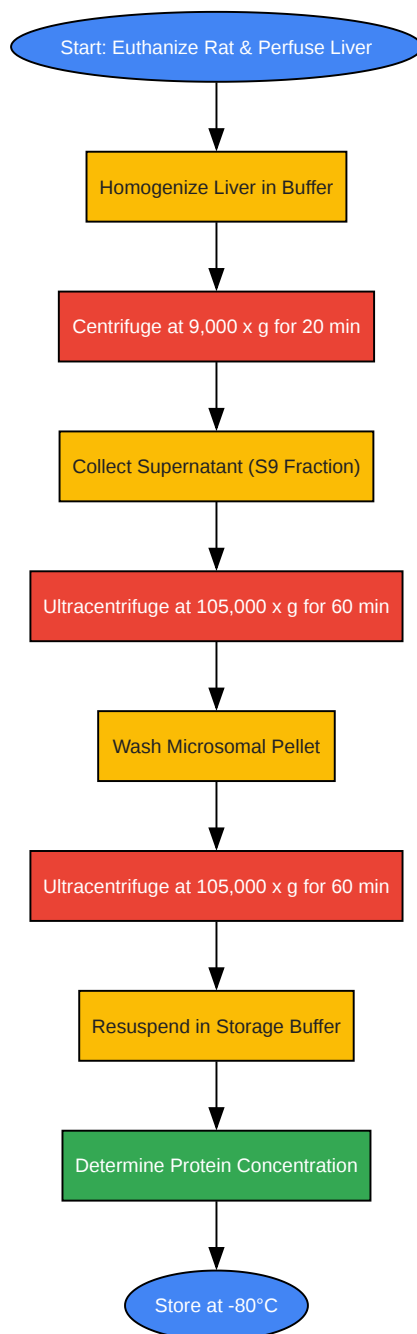 Start: Euthanize Rat & Perfuse Liver
Homogenize Liver in Buffer
Centrifuge at 9,000 x g for 20 min
Collect Supernatant (S9 Fraction)
Ultracentrifuge at 105,000 x g for 60 min
Wash Microsomal Pellet
Ultracentrifuge at 105,000 x g for 60 min
Resuspend in Storage Buffer
Determine Protein Concentration
Store at -80°C